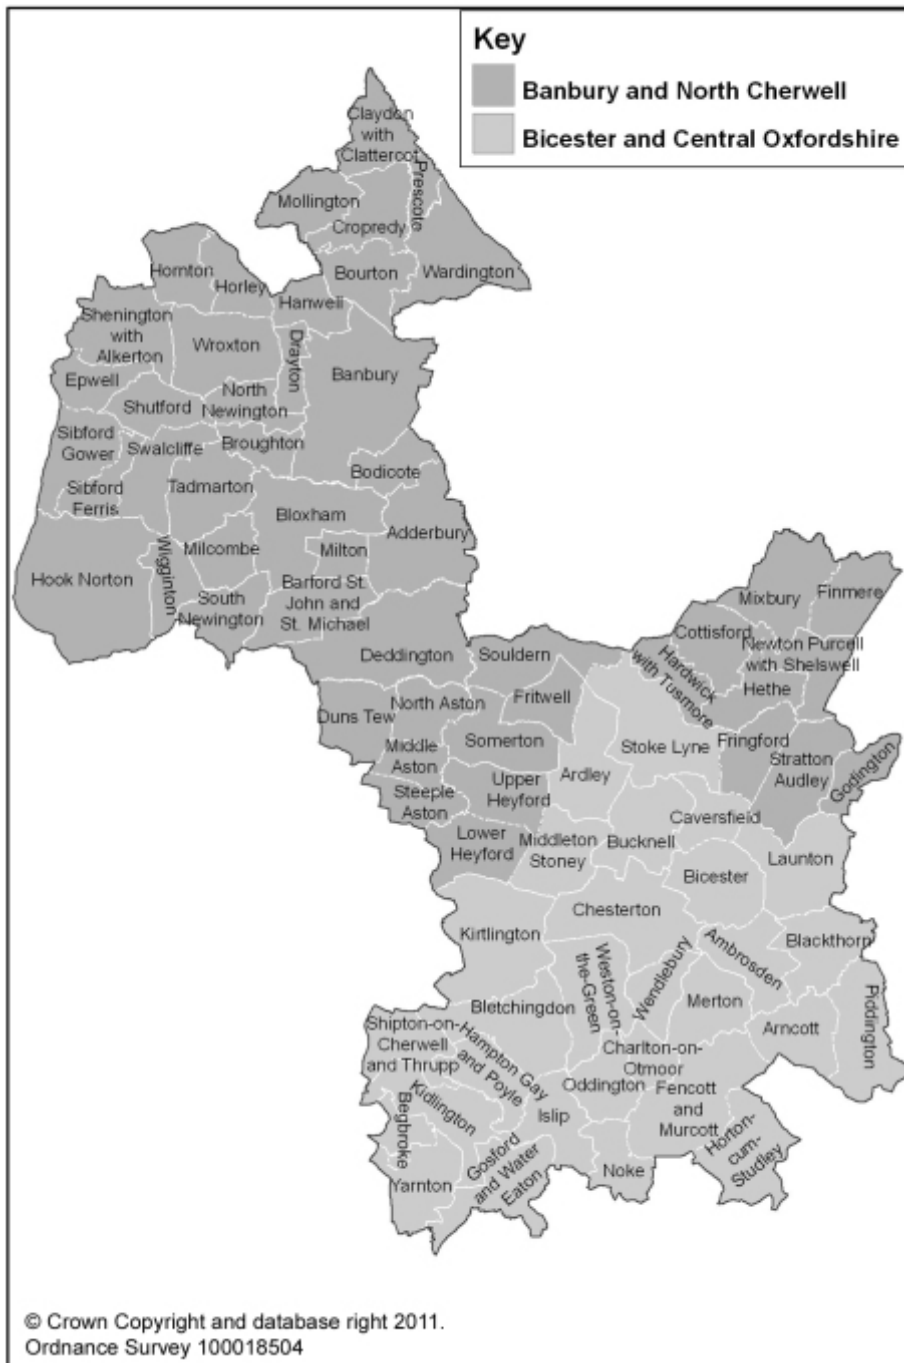 Key
Banbury and North Cherwell
Bicester and Central Oxfordshire
Claydon
with
Clattercot
Prescote
Mollington
Cropredy
Bourton
Wardington
Hornton
Horley
Hanwell
Shenington
with
Alkerton
Wroxton
Drayton
Banbury
Epwell
Shutford
North
Newington
Sibford
Gower
Swalcliffe
Broughton
Bodicote
Sibford
Ferris
Tadmarton
Bloxham
Adderbury
Hook Norton
Wigginton
Milcombe
Milton
South
Newington
Barford St.
John and
St. Michael
Deddington
Mixbury
Finmere
Cottisford
Newton Purcell
with Shelswell
Hardwick
with Tusmore
Hethe
Souldern
Fritwell
Duns Tew
North Aston
Middle
Aston
Somerton
Stoke Lyne
Fringford
Stratton
Audley
Godington
Ardley
Steeple
Aston
Upper
Heyford
Caversfield
Lower
Heyford
Middleton
Stoney
Bucknell
Launton
Bicester
Chesterton
Kirtlington
Ambrosden
Blackthorn
Weston-on-
the-Green
Wendlebury
Merton
Piddington
Bletchingdon
Arncott
Shipton-on-
Cherwell
and Thrupp
Hampton Gay
and Poyle
Charlton-on-
Otmoor
Oddington
Fencott
and
Murcott
Kidlington
Begbroke
Islip
Horton-
cum-
Studley
Yarnton
Gosford
and Water
Eaton
Noke
© Crown Copyright and database right 2011.
Ordnance Survey 100018504